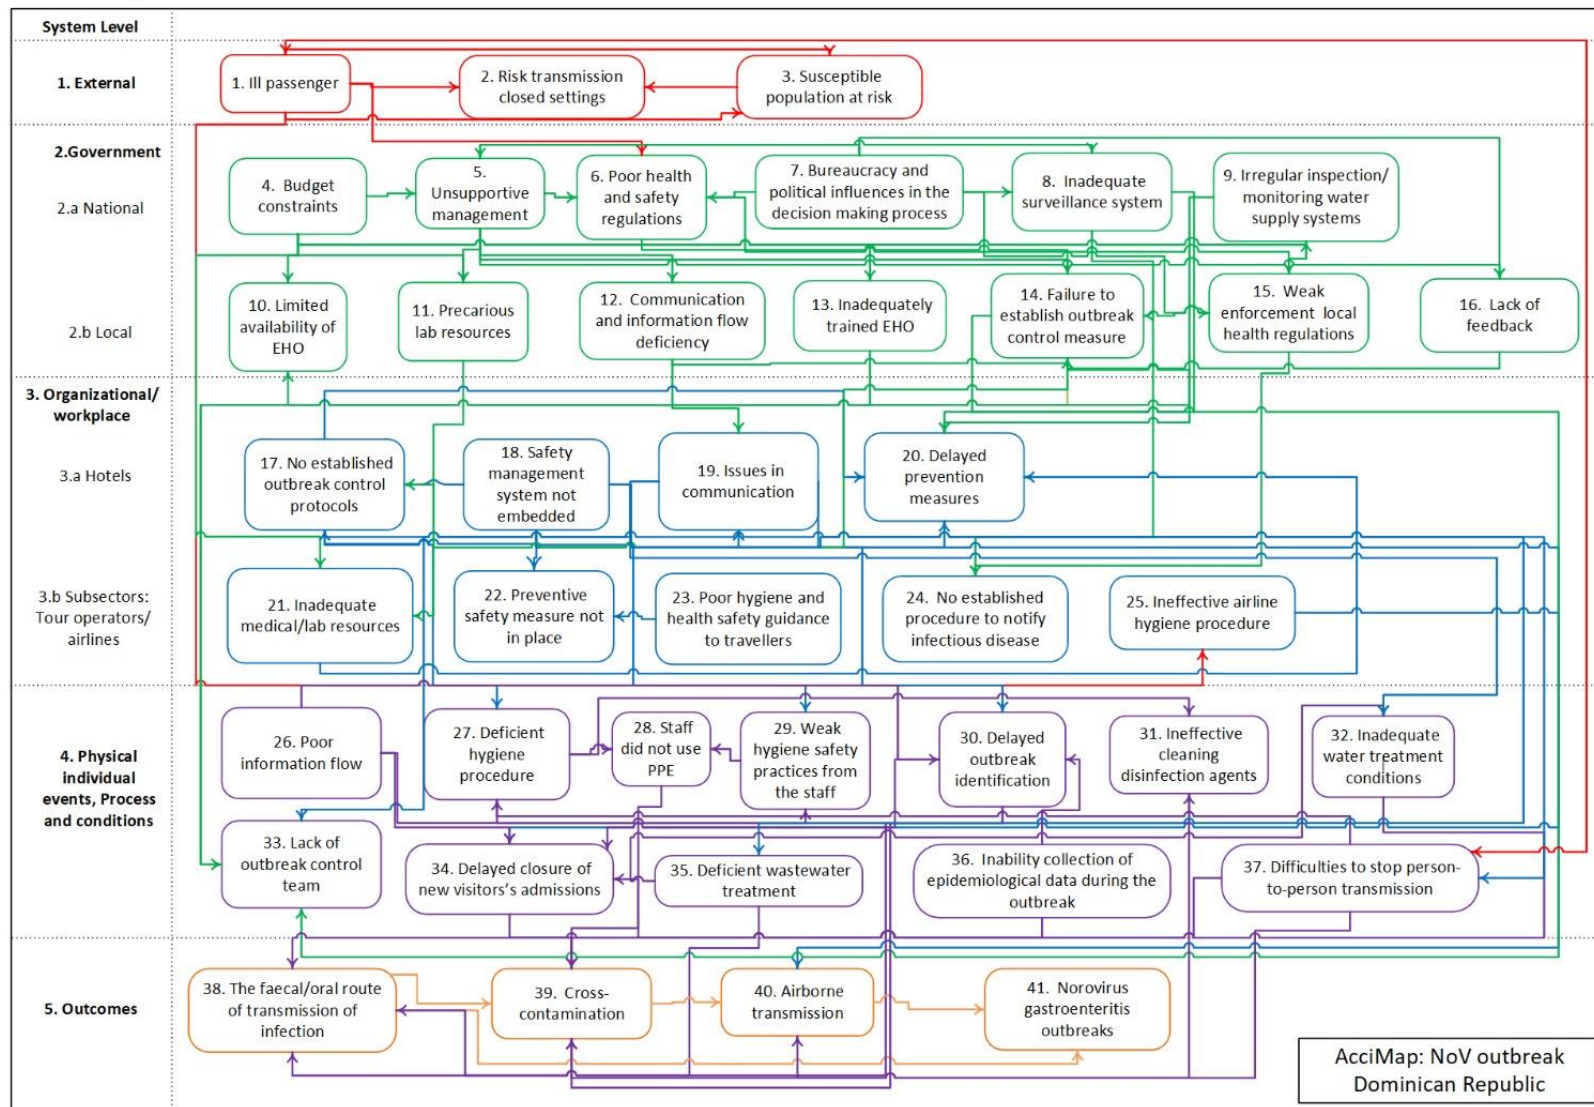 System Level
1. External
1. Ill passenger
2. Risk transmission
closed settings
3. Susceptible
population at risk
2.Government
2.a National
4. Budget
constraints
5.
Unsupportive
management
6. Poor health
and safety
regulations
7. Bureaucracy and
political influences in the
decision making process
8. Inadequate
surveillance system
9. Irregular inspection/
monitoring water
supply systems
2.b Local
10. Limited
availability of
EHO
11. Precarious
lab resources
12. Communication
and information flow
deficiency
13. Inadequately
trained EHO
14. Failure to
establish outbreak
control measure
15. Weak
enforcement local
health regulations
16. Lack of
feedback
3. Organizational/
workplace
3.a Hotels
17. No established
outbreak control
protocols
18. Safety
management
system not
embedded
19. Issues in
communication
20. Delayed
prevention
measures
3.b Subsectors:
Tour operators/
airlines
21. Inadequate
medical/lab resources
22. Preventive
safety measure not
in place
23. Poor hygiene and
health safety guidance
to travellers
24. No established
procedure to notify
infectious disease
25. Ineffective airline
hygiene procedure
4. Physical
individual
events, Process
and conditions
26. Poor
information flow
27. Deficient
hygiene
procedure
28. Staff
did not use
PPE
29. Weak
hygiene safety
practices from
the staff
30. Delayed
outbreak
identification
31. Ineffective
cleaning
disinfection agents
32. Inadequate
water treatment
conditions
33. Lack of
outbreak control
team
34. Delayed closure of
new visitors's admissions
35. Deficient wastewater
treatment
36. Inability collection of
epidemiological data during the
outbreak
37. Difficulties to stop person-
to-person transmission
5. Outcomes
38. The faecal/oral route
of transmission of
infection
39. Cross-
contamination
40. Airborne
transmission
41. Norovirus
gastroenteritis
outbreaks
AcciMap: NoV outbreak
Dominican Republic